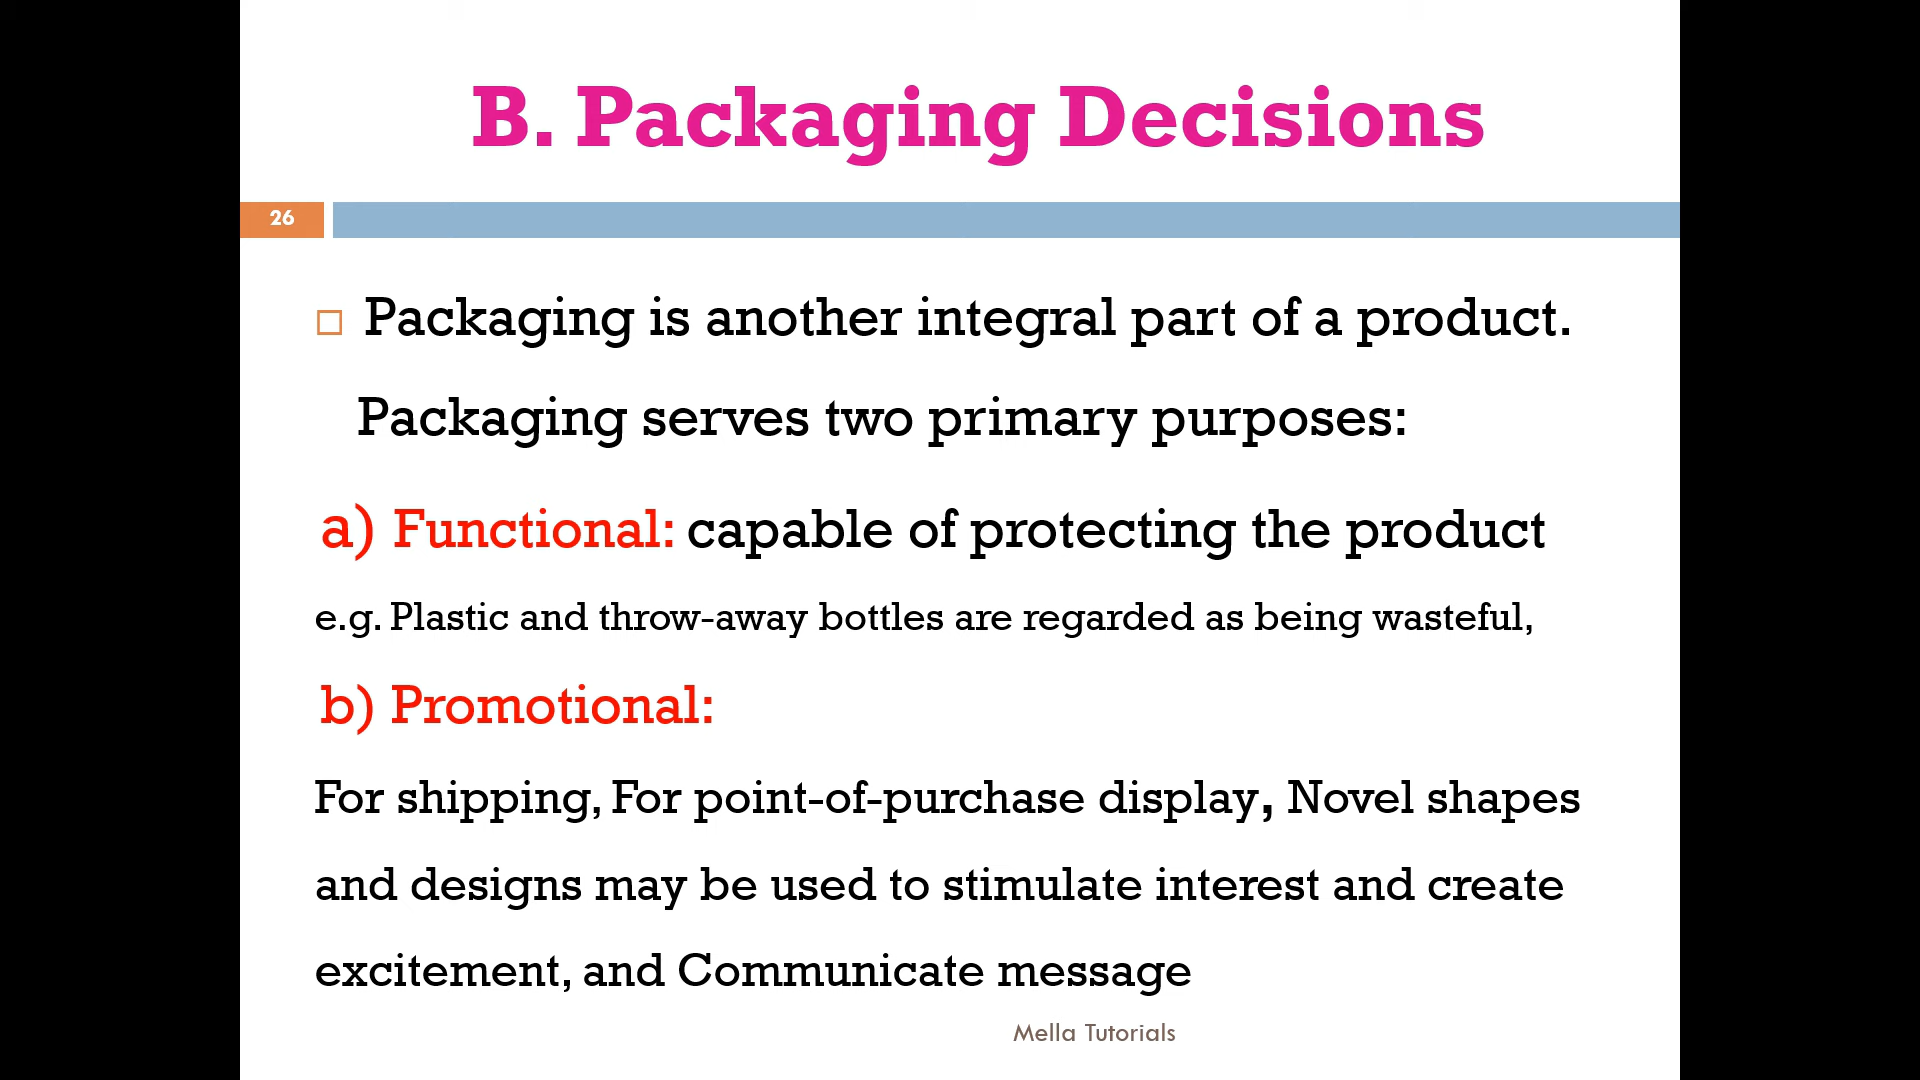 B. Packaging Decisions
26
Packaging is another integral part of a product.
Packaging serves two primary purposes:
a) Functional: capable of protecting the product
e.g. Plastic and throw-away bottles are regarded as being wasteful,
b) Promotional:
For shipping, For point-of-purchase display, Novel shapes
and designs may be used to stimulate interest and create
excitement, and Communicate message
Mella Tutorials